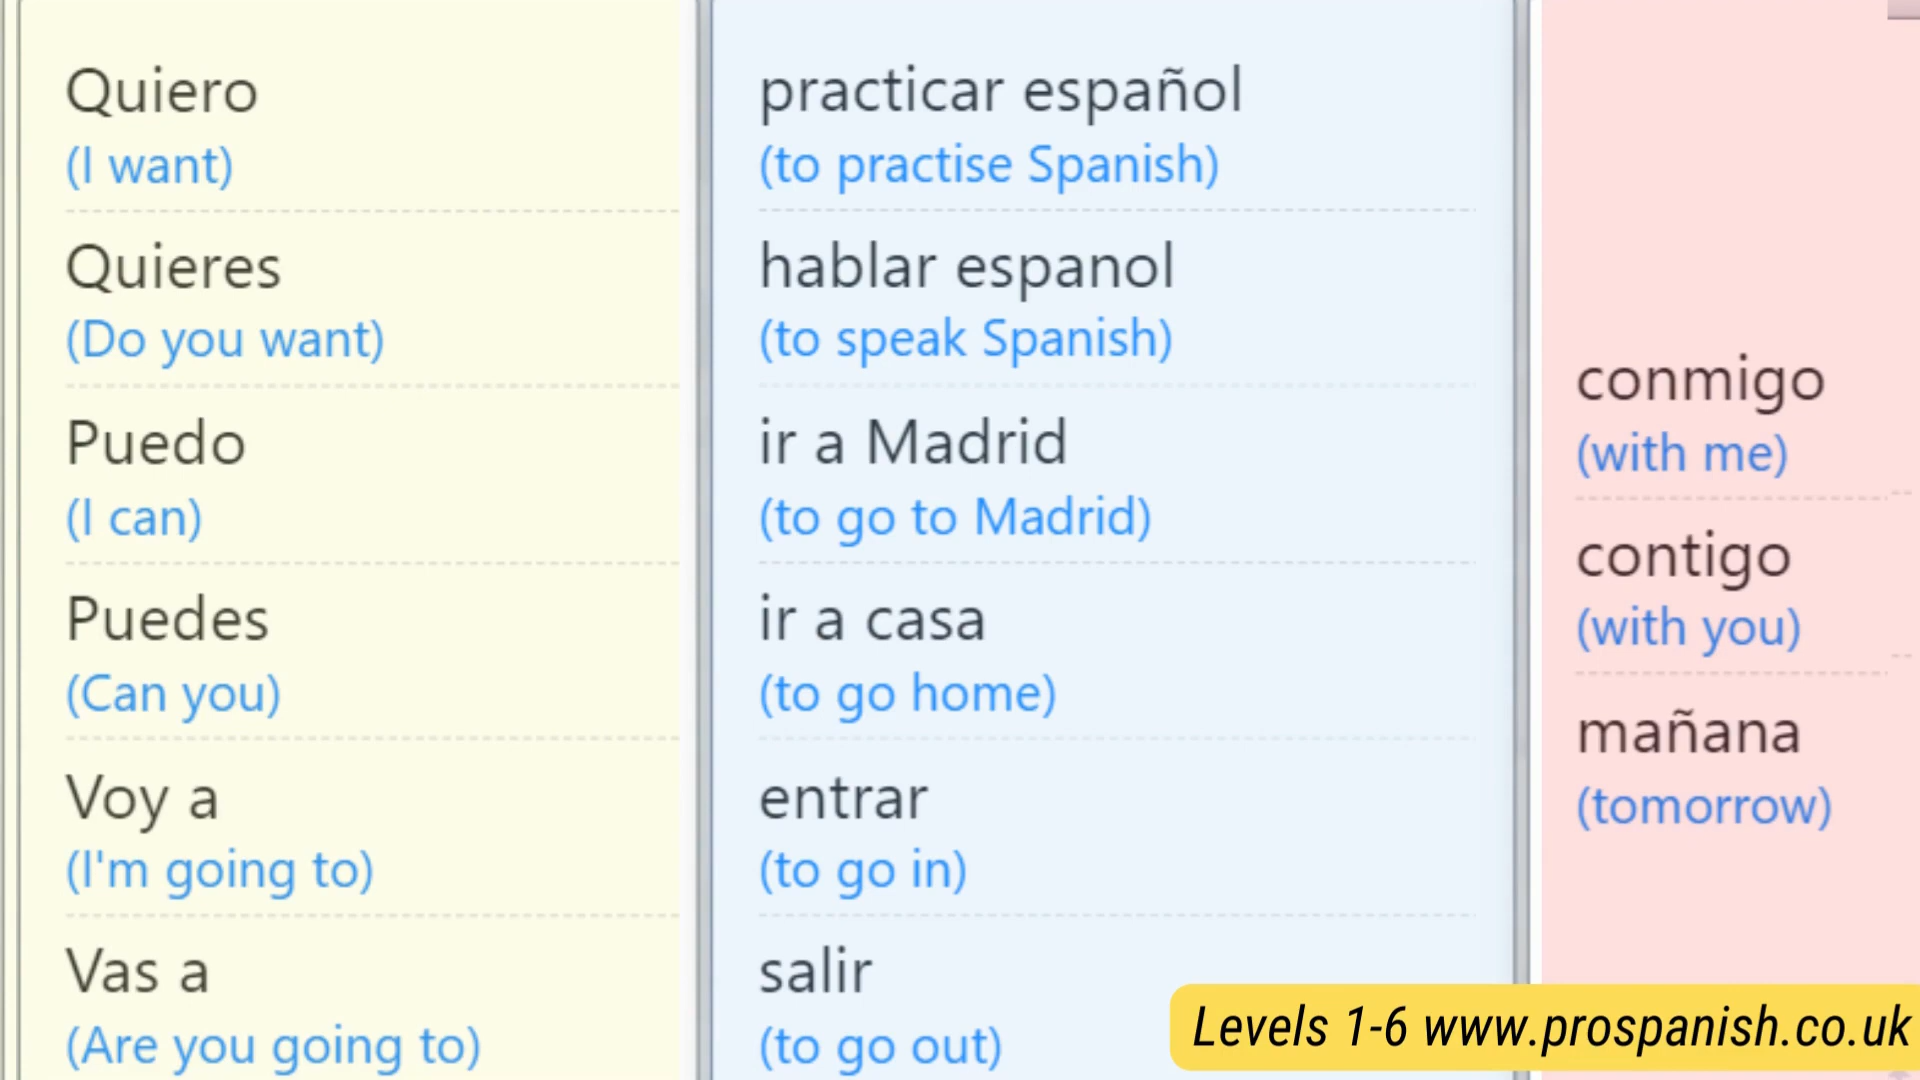 Quiero
(I want)
Quieres
(Do you want)
Puedo
(I can)
Puedes
(Can you)
Voy a
(I'm going to)
Vas a
(Are you going to)
practicar español
(to practise Spanish)
hablar espanol
(to speak Spanish)
ir a Madrid
(to go to Madrid)
ir a casa
(to go home)
entrar
(to go in)
salir
(to go out)
conmigo
(with me)
contigo
(with you)
mañana
(tomorrow)
Levels 1-6 www.prospanish.co.uk